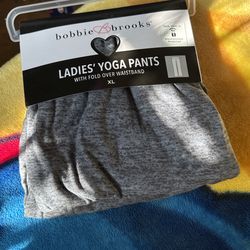 bobbie Brooks
LADIES' YOGA PANTS
WITH FOLD OVER WAISTBAND
XL